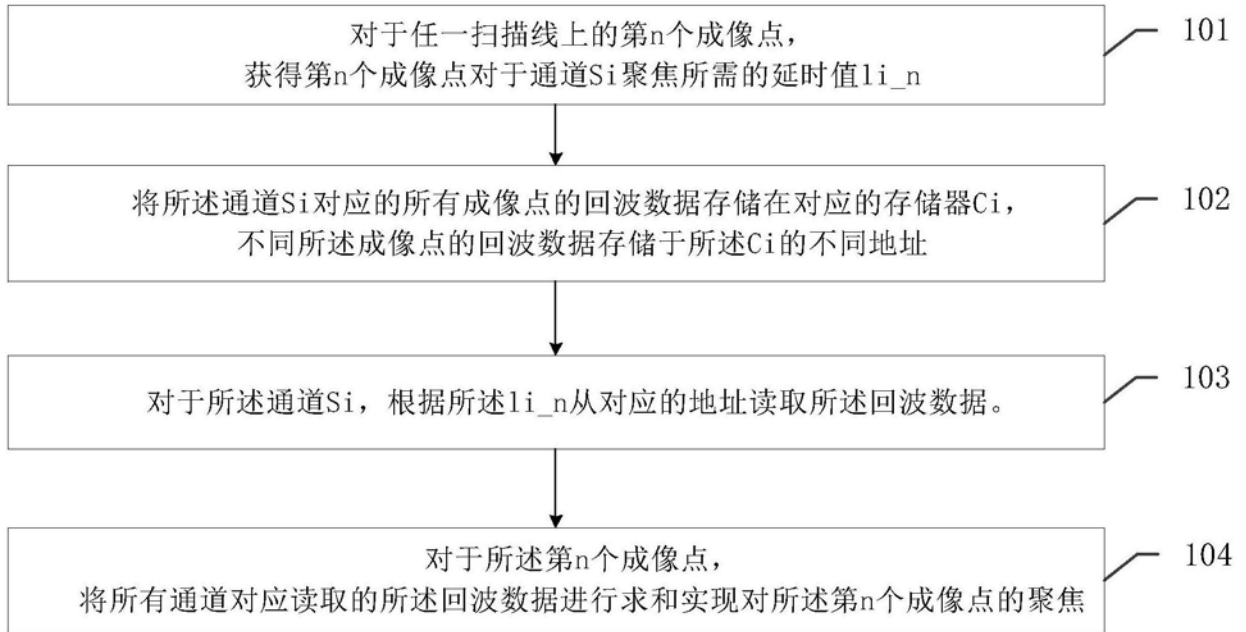 对于任一扫描线上的第n个成像点，
获得第n个成像点对于通道Si聚焦所需的延时值li_n
101
将所述通道Si对应的所有成像点的回波数据存储在对应的存储器Ci，
不同所述成像点的回波数据存储于所述Ci的不同地址
102
对于所述通道Si，根据所述li_n从对应的地址读取所述回波数据。
103
对于所述第n个成像点，
将所有通道对应读取的所述回波数据进行求和实现对所述第n个成像点的聚焦
104